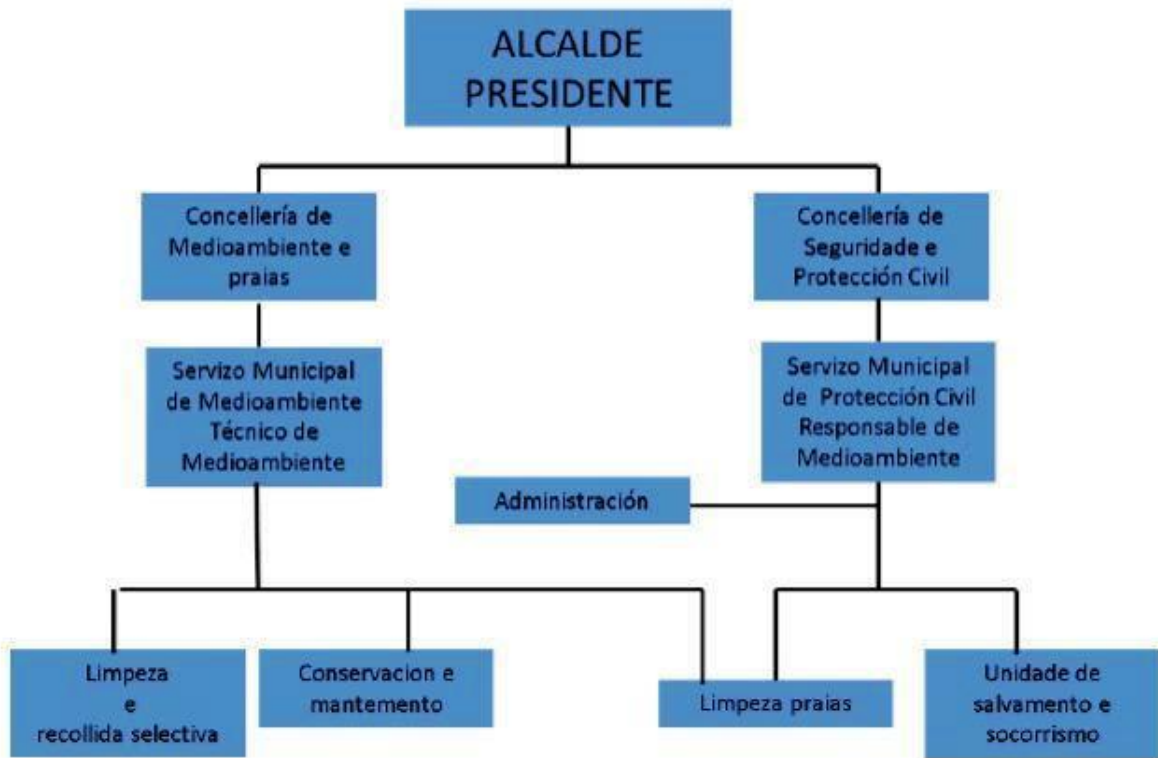 ALCALDE
PRESIDENTE
Concellería de
Medioambiente e
praias
Concellería de
Seguridade e
Protección Civil
Servizo Municipal
de Medioambiente
Técnico de
Medioambiente
Servizo Municipal
de Protección Civil
Responsable de
Medioambiente
Administración
Limpeza
e
recollida selectiva
Conservacion e
mantemento
Limpeza praias
Unidade de
salvamento e
socorrismo